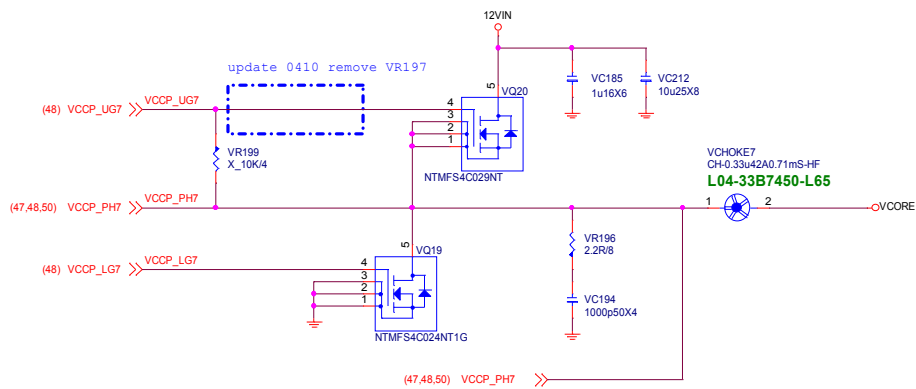 12VIN
update 0410 remove VR197
VC185
1u16X6
VC212
10u25X8
5
VQ20
(48) VCCP_UG7 VCCP_UG7
4
3
2
1
VR199
X_10K/4
NTMFS4C029NT
VCHOKE7
CH-0.33u42A0.71mS-HF
L04-33B7450-L65
(47,48,50) VCCP_PH7 VCCP_PH7
1 2
VCORE
5
VQ19
VR196
2.2R/8
(48) VCCP_LG7 VCCP_LG7
4
3
2
1
VC194
1000p50X4
NTMFS4C024NT1G
(47,48,50) VCCP_PH7